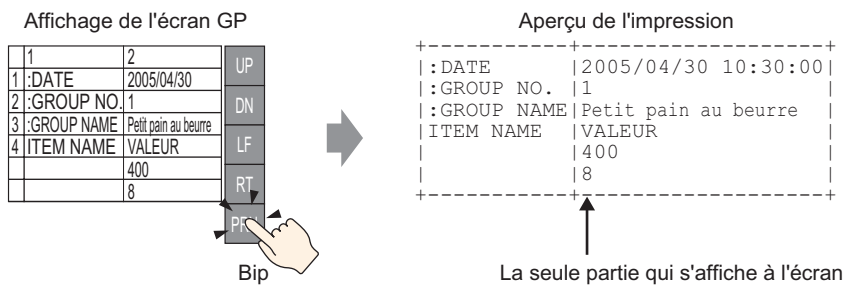 Affichage de l'écran GP
1 2
1 :DATE 2005/04/30
2 :GROUP NO. 1
3 :GROUP NAME Petit pain au beurre
4 ITEM NAME VALEUR
400
8
UP
DN
LF
RT
PRN
Bip
Aperçu de l'impression
+-----------+-------------------+
|:DATE |2005/04/30 10:30:00|
|:GROUP NO. |1 |
|:GROUP NAME|Petit pain au beurre |
|ITEM NAME |VALEUR |
| |400 |
| |8 |
+-----------+-------------------+
La seule partie qui s'affiche à l'écran